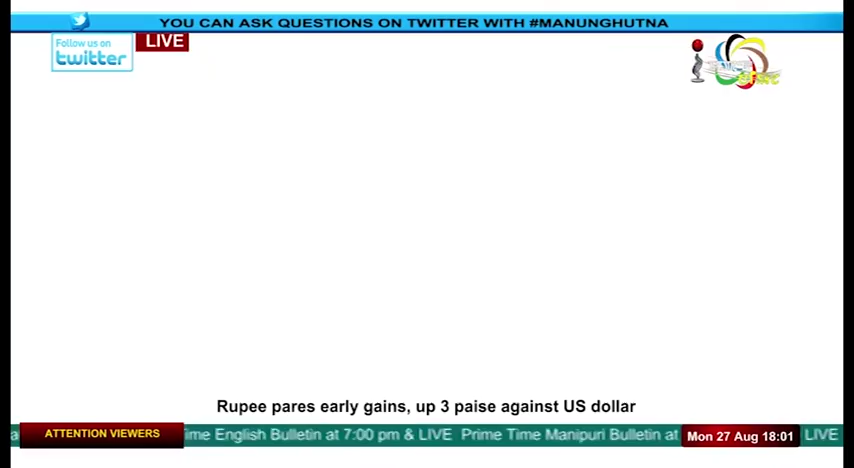 YOU CAN ASK QUESTIONS ON TWITTER WITH #MANUNGHUTNA
Follow us on
twitter
LIVE
Rupee pares early gains, up 3 paise against US dollar
ATTENTION VIEWERS
ime English Bulletin at 7:00 pm & LIVE Prime Time Manipuri Bulletin at
Mon 27 Aug 18:01
LIVE